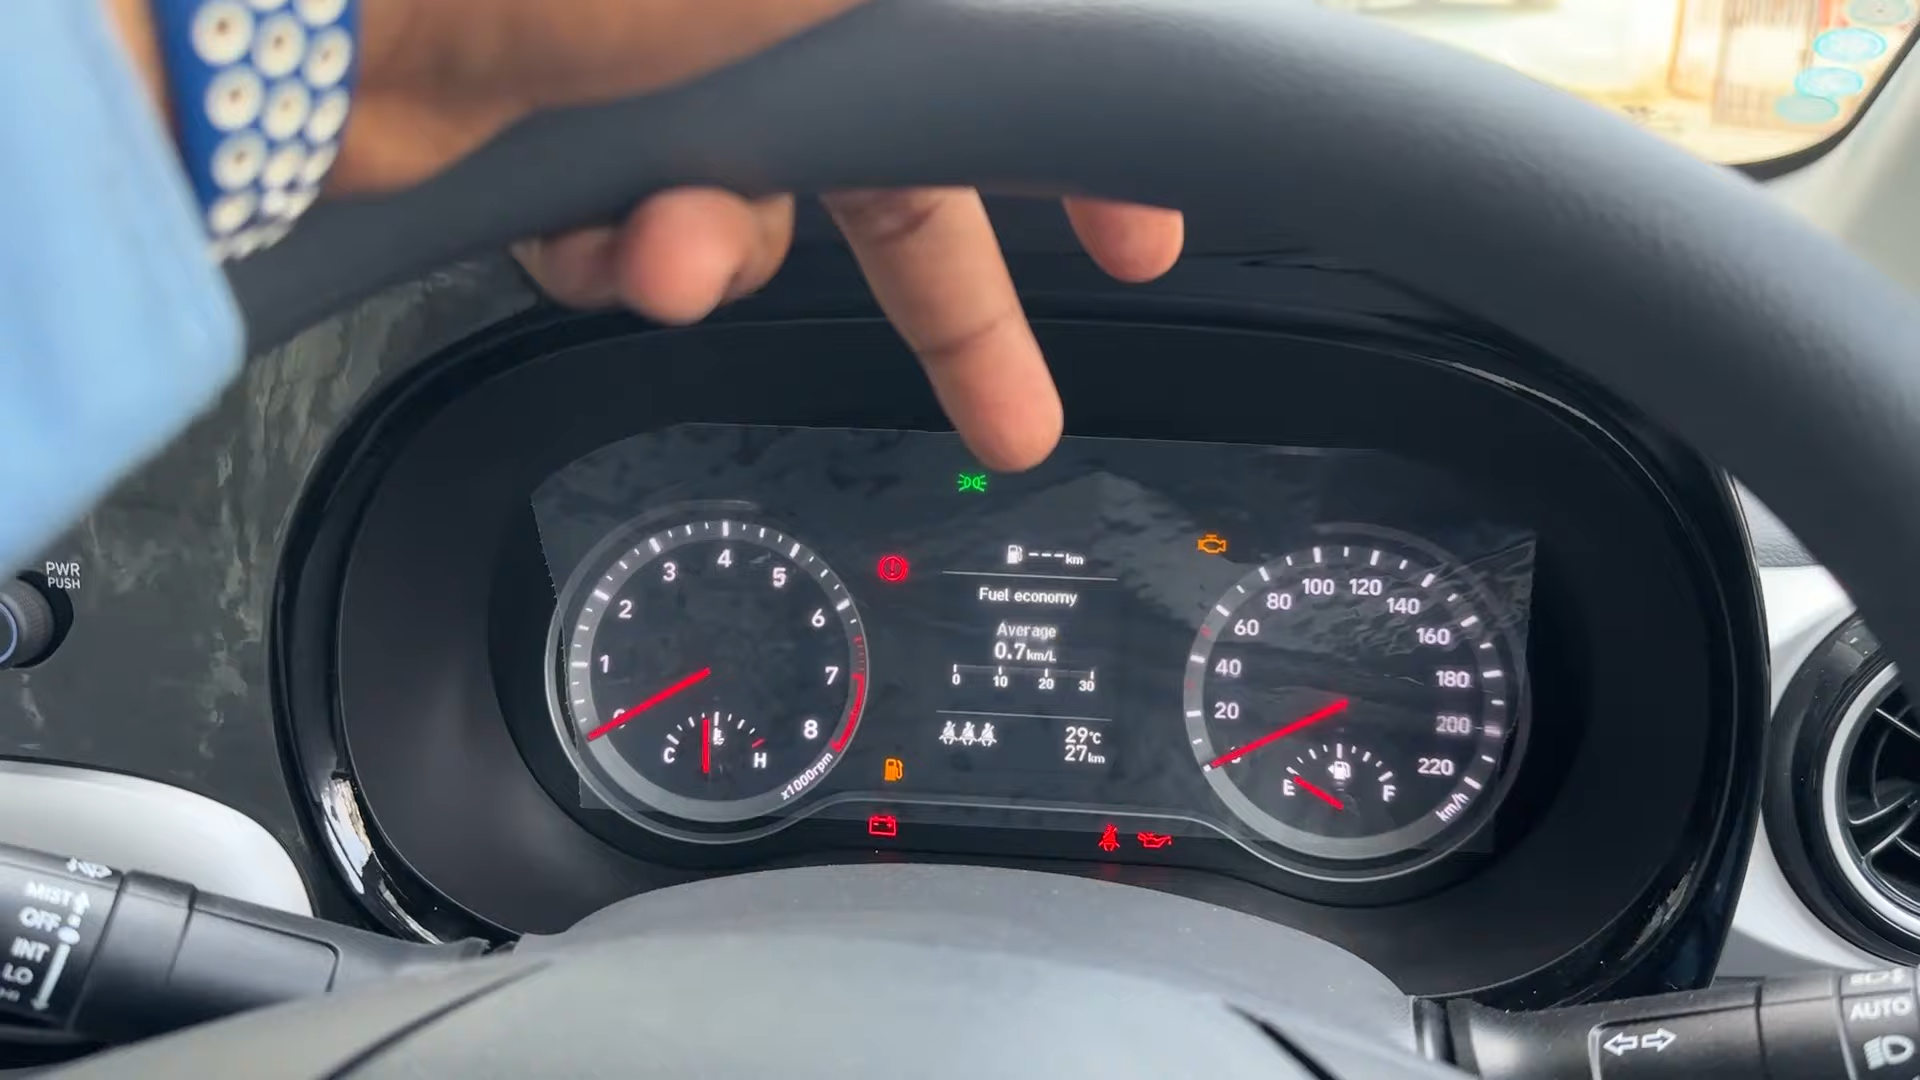 PWR
PUSH
MIST
OFF
INT
LO
1
2
3
4
5
6
7
8
x1000rpm
C
H
---km
Fuel economy
Average
0.7km/L
0 10 20 30
29°C
27km
20
40
60
80
100
120
140
160
180
200
220
km/h
E
F
AUTO